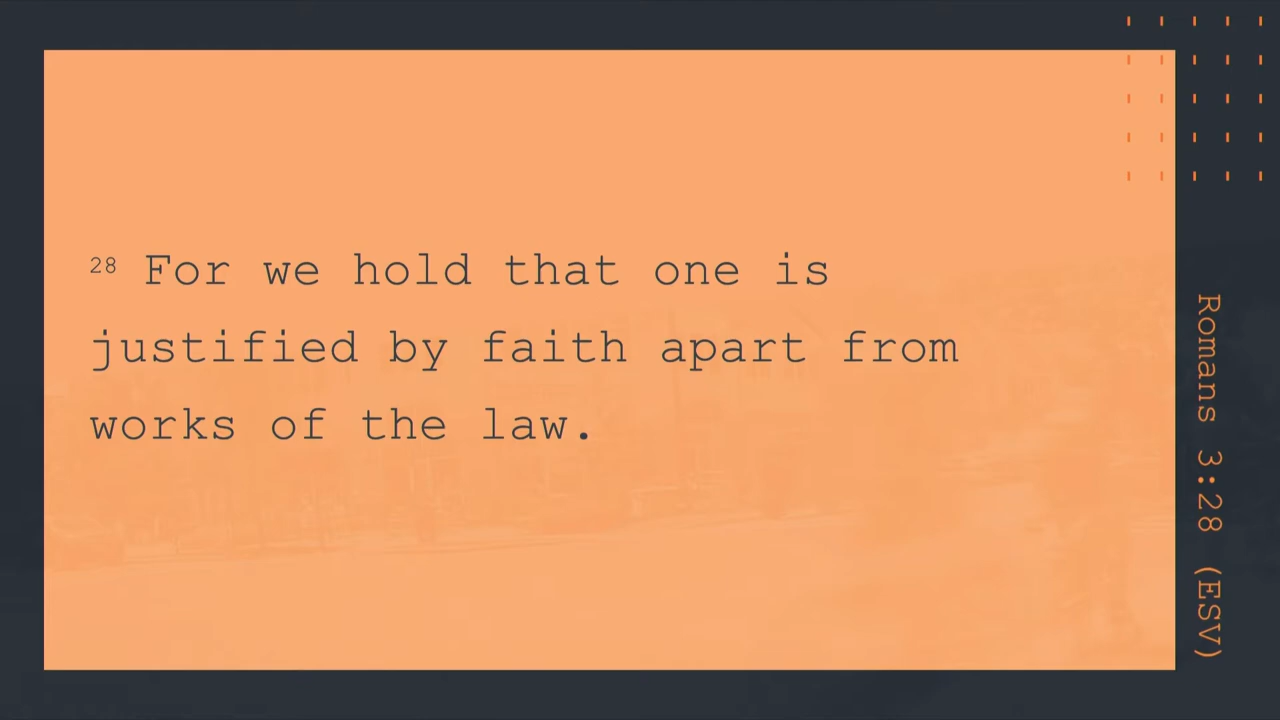 28 For we hold that one is
justified by faith apart from
works of the law.
Romans 3:28 (ESV)